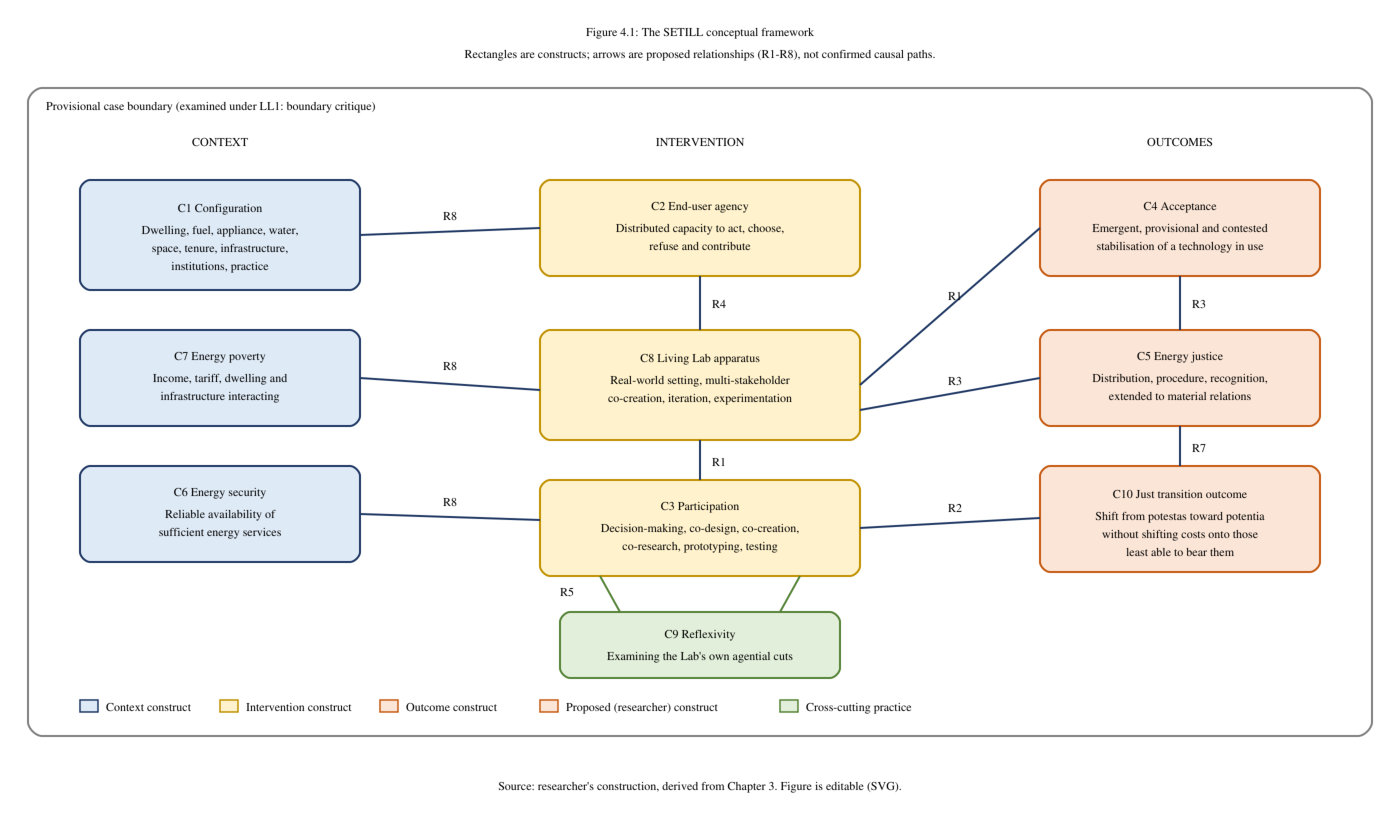 Figure 4.1: The SETILL conceptual framework
Rectangles are constructs; arrows are proposed relationships (R1-R8), not confirmed causal paths.
Provisional case boundary (examined under LL1: boundary critique)
CONTEXT
INTERVENTION
OUTCOMES
C1 Configuration
Dwelling, fuel, appliance, water,
space, tenure, infrastructure,
institutions, practice
R8
C2 End-user agency
Distributed capacity to act, choose,
refuse and contribute
C4 Acceptance
Emergent, provisional and contested
stabilisation of a technology in use
R4
R1
R3
C7 Energy poverty
Income, tariff, dwelling and
infrastructure interacting
R8
C8 Living Lab apparatus
Real-world setting, multi-stakeholder
co-creation, iteration, experimentation
R3
C5 Energy justice
Distribution, procedure, recognition,
extended to material relations
R1
R7
C6 Energy security
Reliable availability of
sufficient energy services
R8
C3 Participation
Decision-making, co-design, co-creation,
co-research, prototyping, testing
R2
C10 Just transition outcome
Shift from potestas toward potentia
without shifting costs onto those
least able to bear them
R5
C9 Reflexivity
Examining the Lab's own agential cuts
Context construct
Intervention construct
Outcome construct
Proposed (researcher) construct
Cross-cutting practice
Source: researcher's construction, derived from Chapter 3. Figure is editable (SVG).